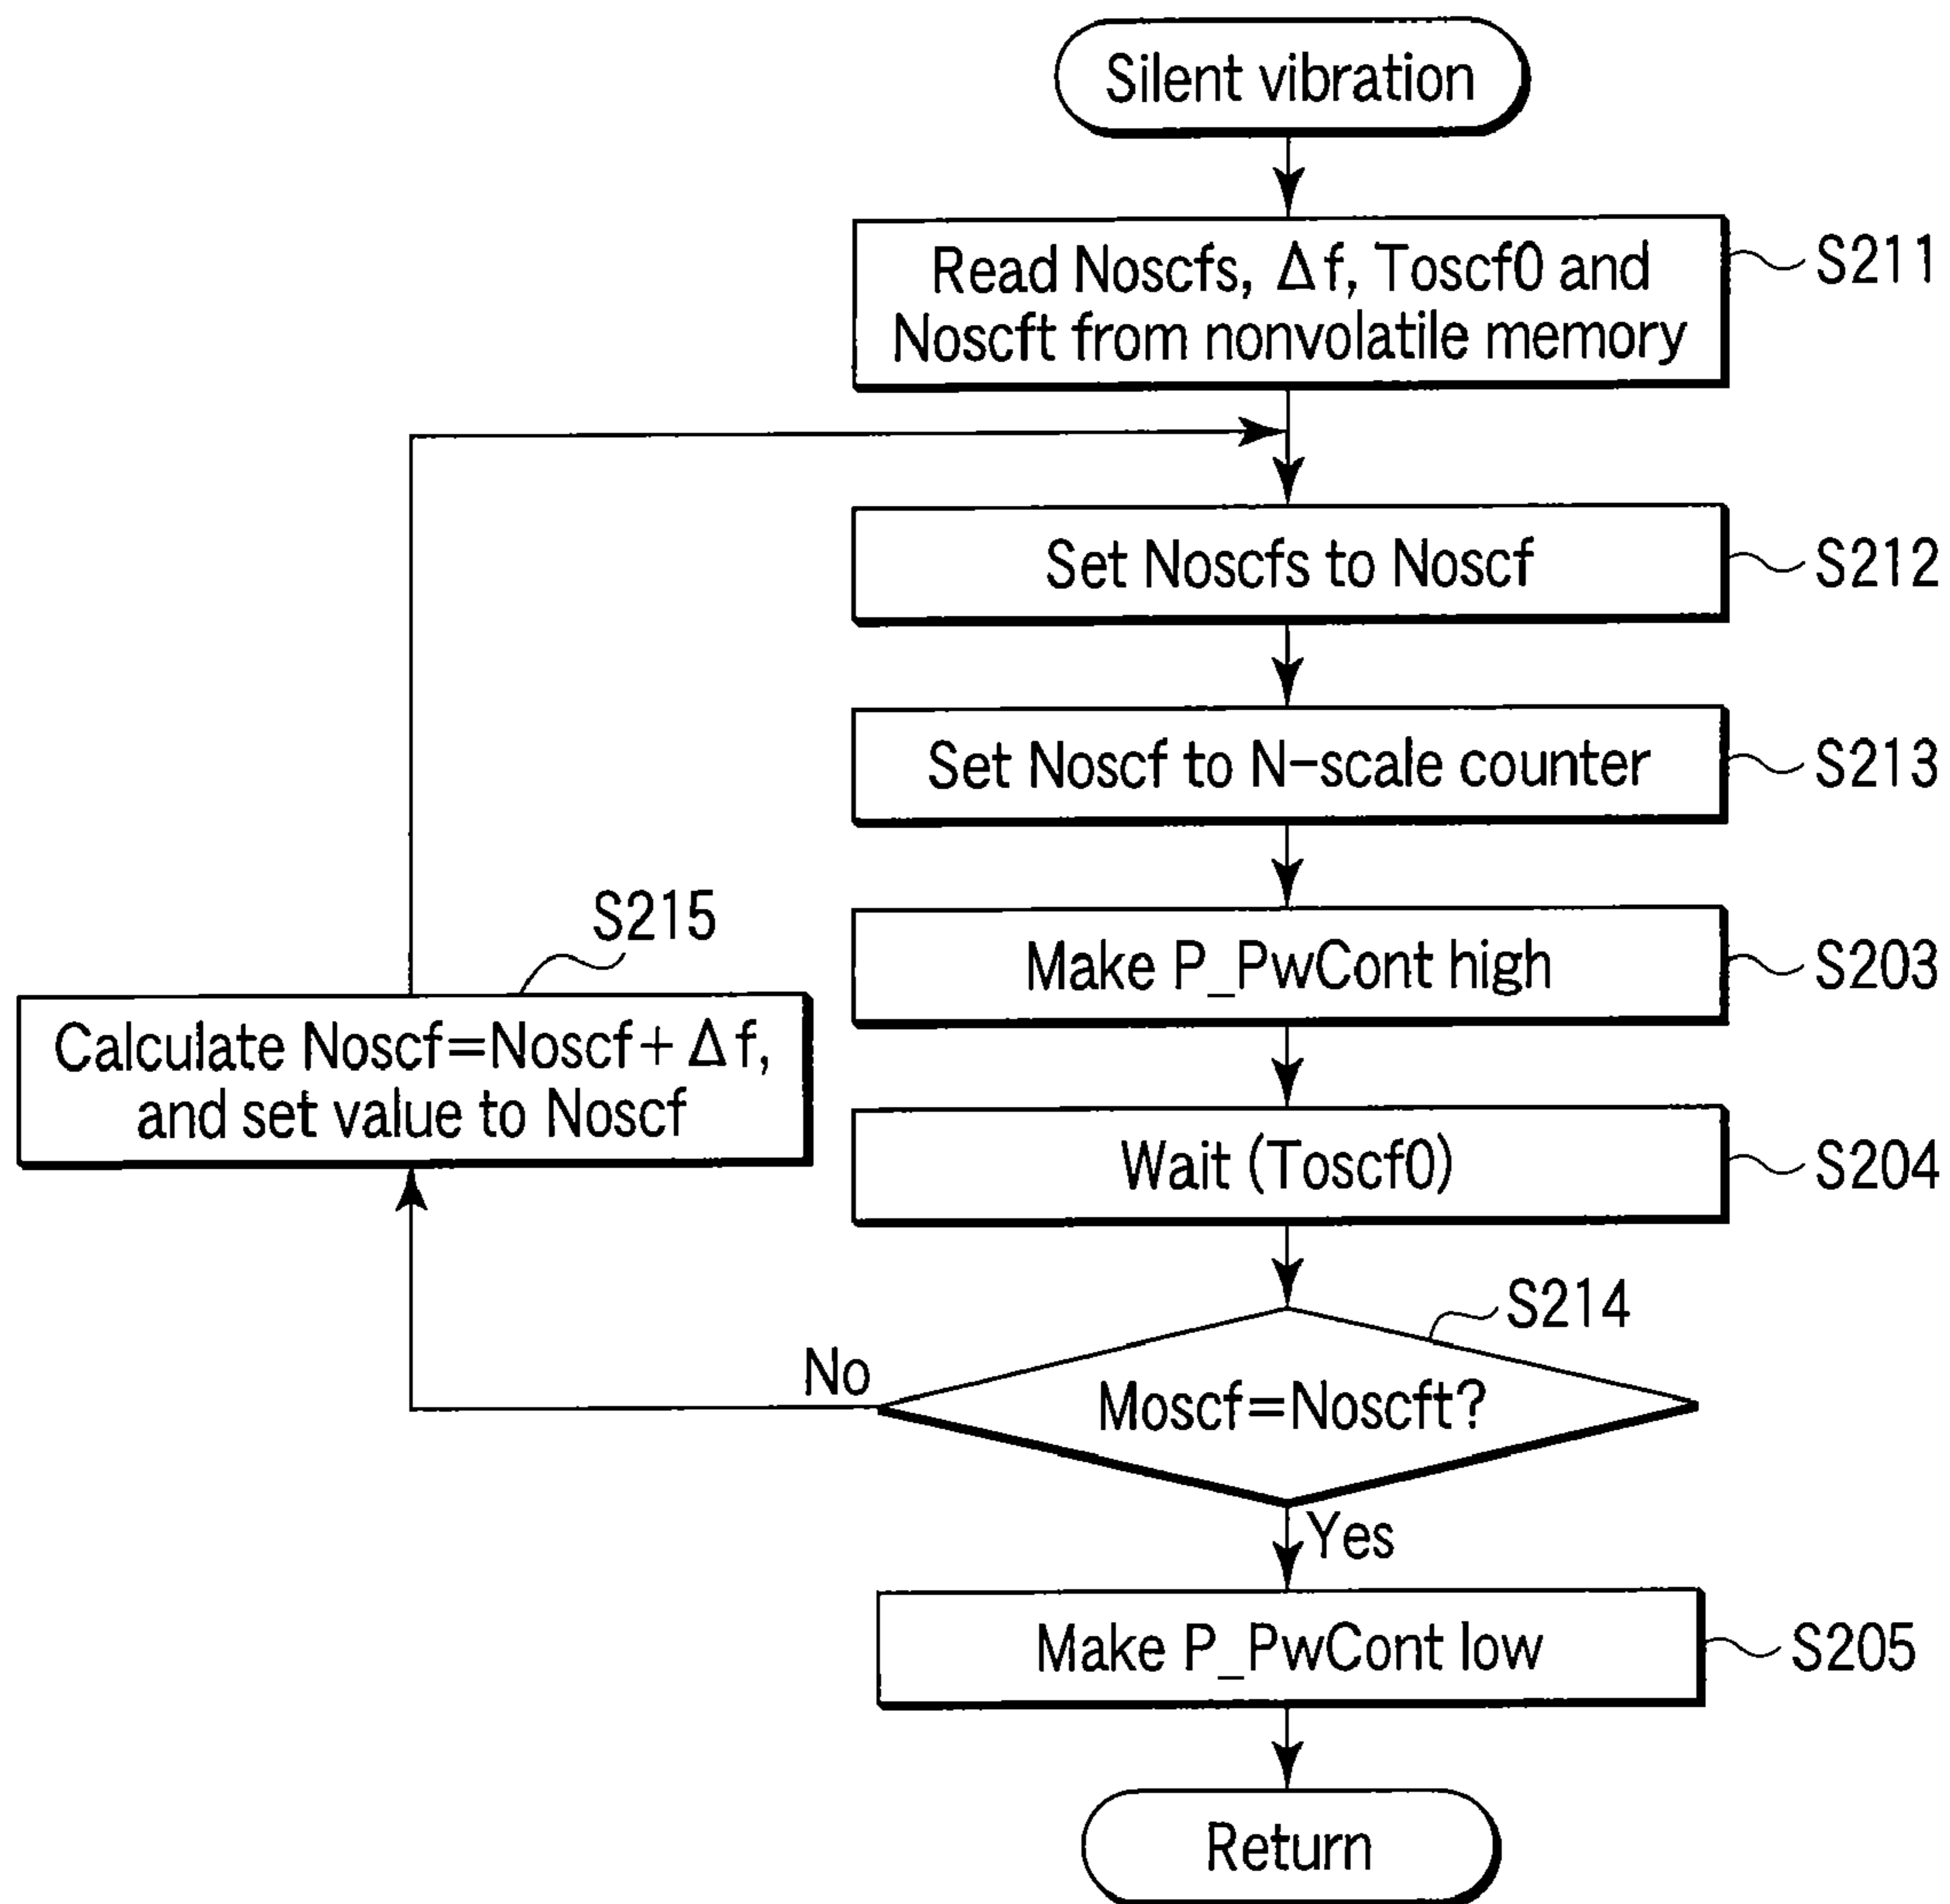 Silent vibration
Read Noscfs, Δf, Toscf0 and
Noscft from nonvolatile memory
S211
Set Noscfs to Noscf
S212
Set Noscf to N-scale counter
S213
Make P_PwCont high
S203
S215
Calculate Noscf=Noscf+Δf,
and set value to Noscf
Wait (Toscf0)
S204
S214
No
Moscf=Noscft?
Yes
Make P_PwCont low
S205
Return